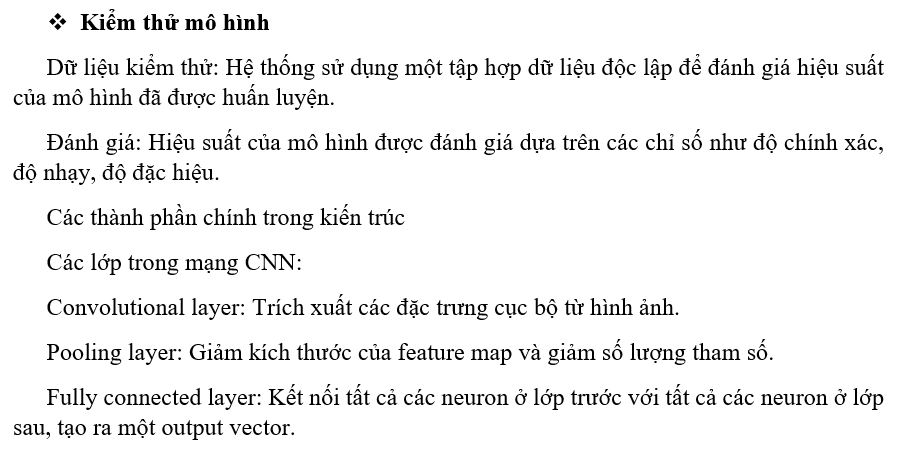 ❖ Kiểm thử mô hình
Dữ liệu kiểm thử: Hệ thống sử dụng một tập hợp dữ liệu độc lập để đánh giá hiệu suất
của mô hình đã được huấn luyện.
Đánh giá: Hiệu suất của mô hình được đánh giá dựa trên các chỉ số như độ chính xác,
độ nhạy, độ đặc hiệu.
Các thành phần chính trong kiến trúc
Các lớp trong mạng CNN:
Convolutional layer: Trích xuất các đặc trưng cục bộ từ hình ảnh.
Pooling layer: Giảm kích thước của feature map và giảm số lượng tham số.
Fully connected layer: Kết nối tất cả các neuron ở lớp trước với tất cả các neuron ở lớp
sau, tạo ra một output vector.